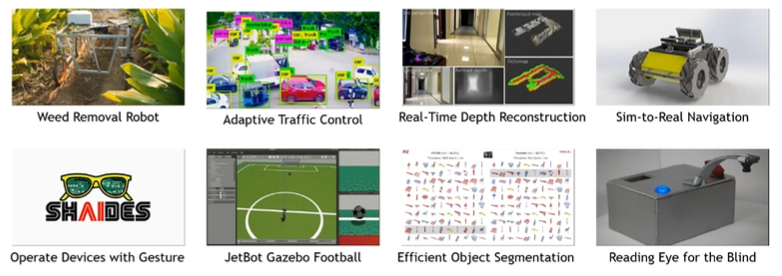 Weed Removal Robot
Adaptive Traffic Control
Real-Time Depth Reconstruction
Sim-to-Real Navigation
SHAIDES
Operate Devices with Gesture
JetBot Gazebo Football
Efficient Object Segmentation
Reading Eye for the Blind